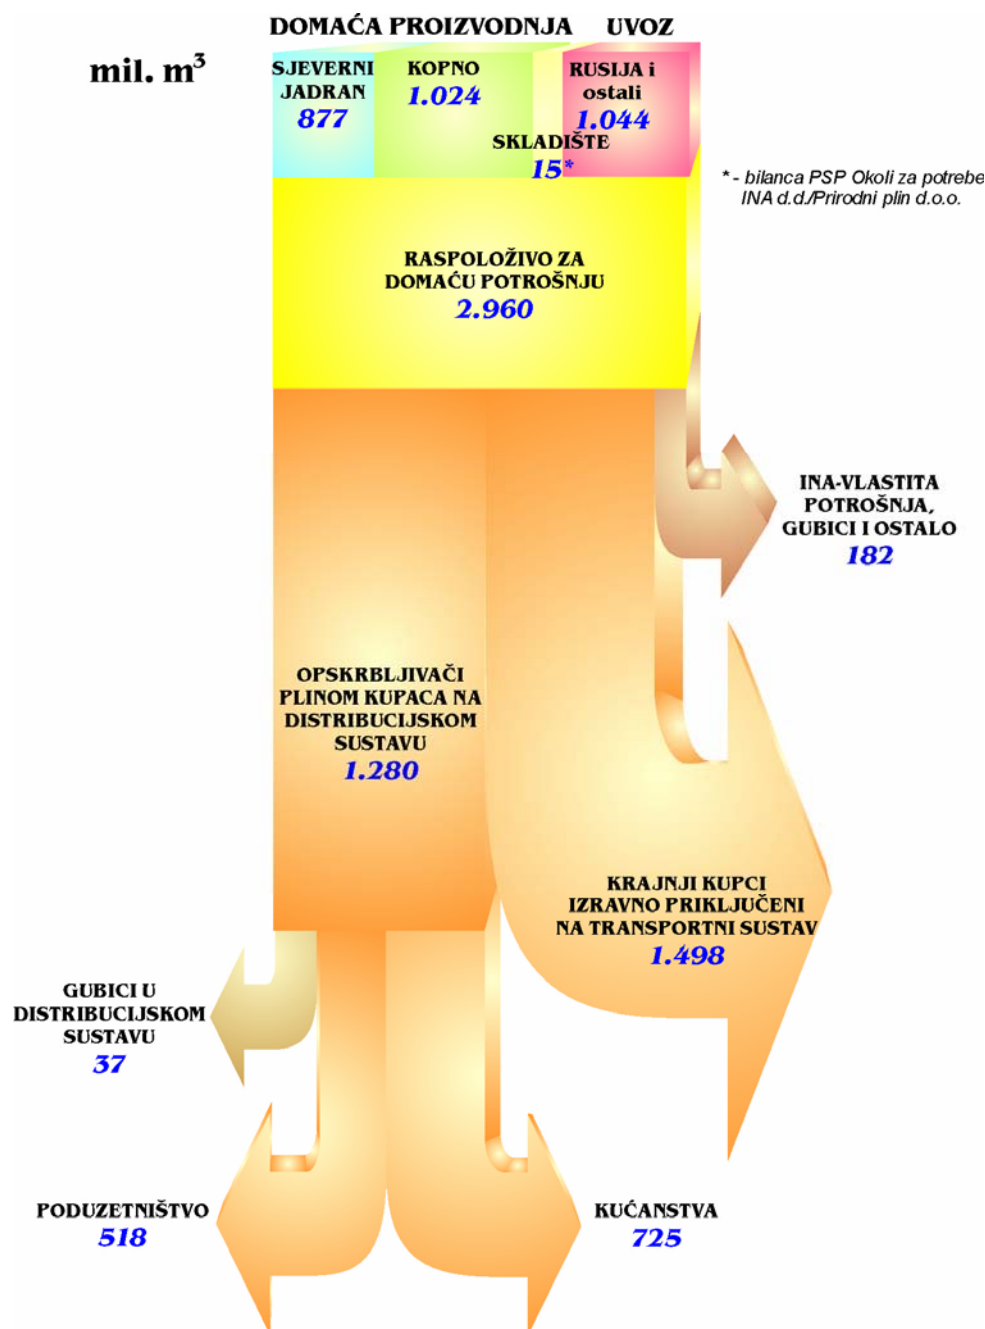 DOMAĆA PROIZVODNJA
UVOZ
mil. m³
SJEVERNI
JADRAN
877
KOPNO
1.024
RUSIJA i
ostali
1.044
SKLADIŠTE
15*
* - bilanca PSP Okoli za potrebe
INA d.d./Prirodni plin d.o.o.
RASPOLOŽIVO ZA
DOMAĆU POTROŠNJU
2.960
INA-VLASTITA
POTROŠNJA,
GUBICI I OSTALO
182
OPSKRBLJIVAČI
PLINOM KUPACA NA
DISTRIBUCIJSKOM
SUSTAVU
1.280
KRAJNJI KUPCI
IZRAVNO PRIKLJUČENI
NA TRANSPORTNI SUSTAV
1.498
GUBICI U
DISTRIBUCIJSKOM
SUSTAVU
37
PODUZETNIŠTVO
518
KUĆANSTVA
725